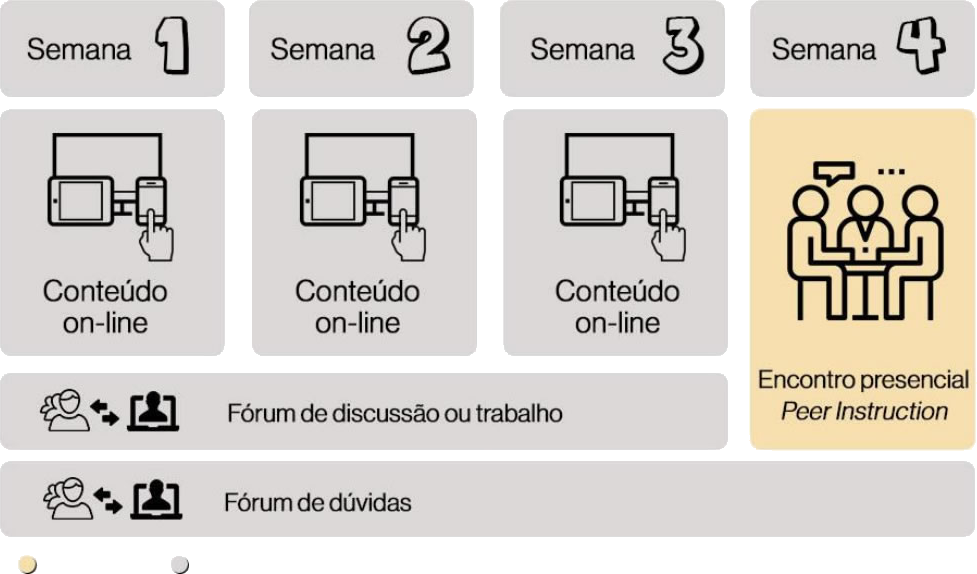 Semana 1
Semana 2
Semana 3
Semana 4
Conteúdo
on-line
Conteúdo
on-line
Conteúdo
on-line
Encontro presencial
Peer Instruction
Fórum de discussão ou trabalho
Fórum de dúvidas